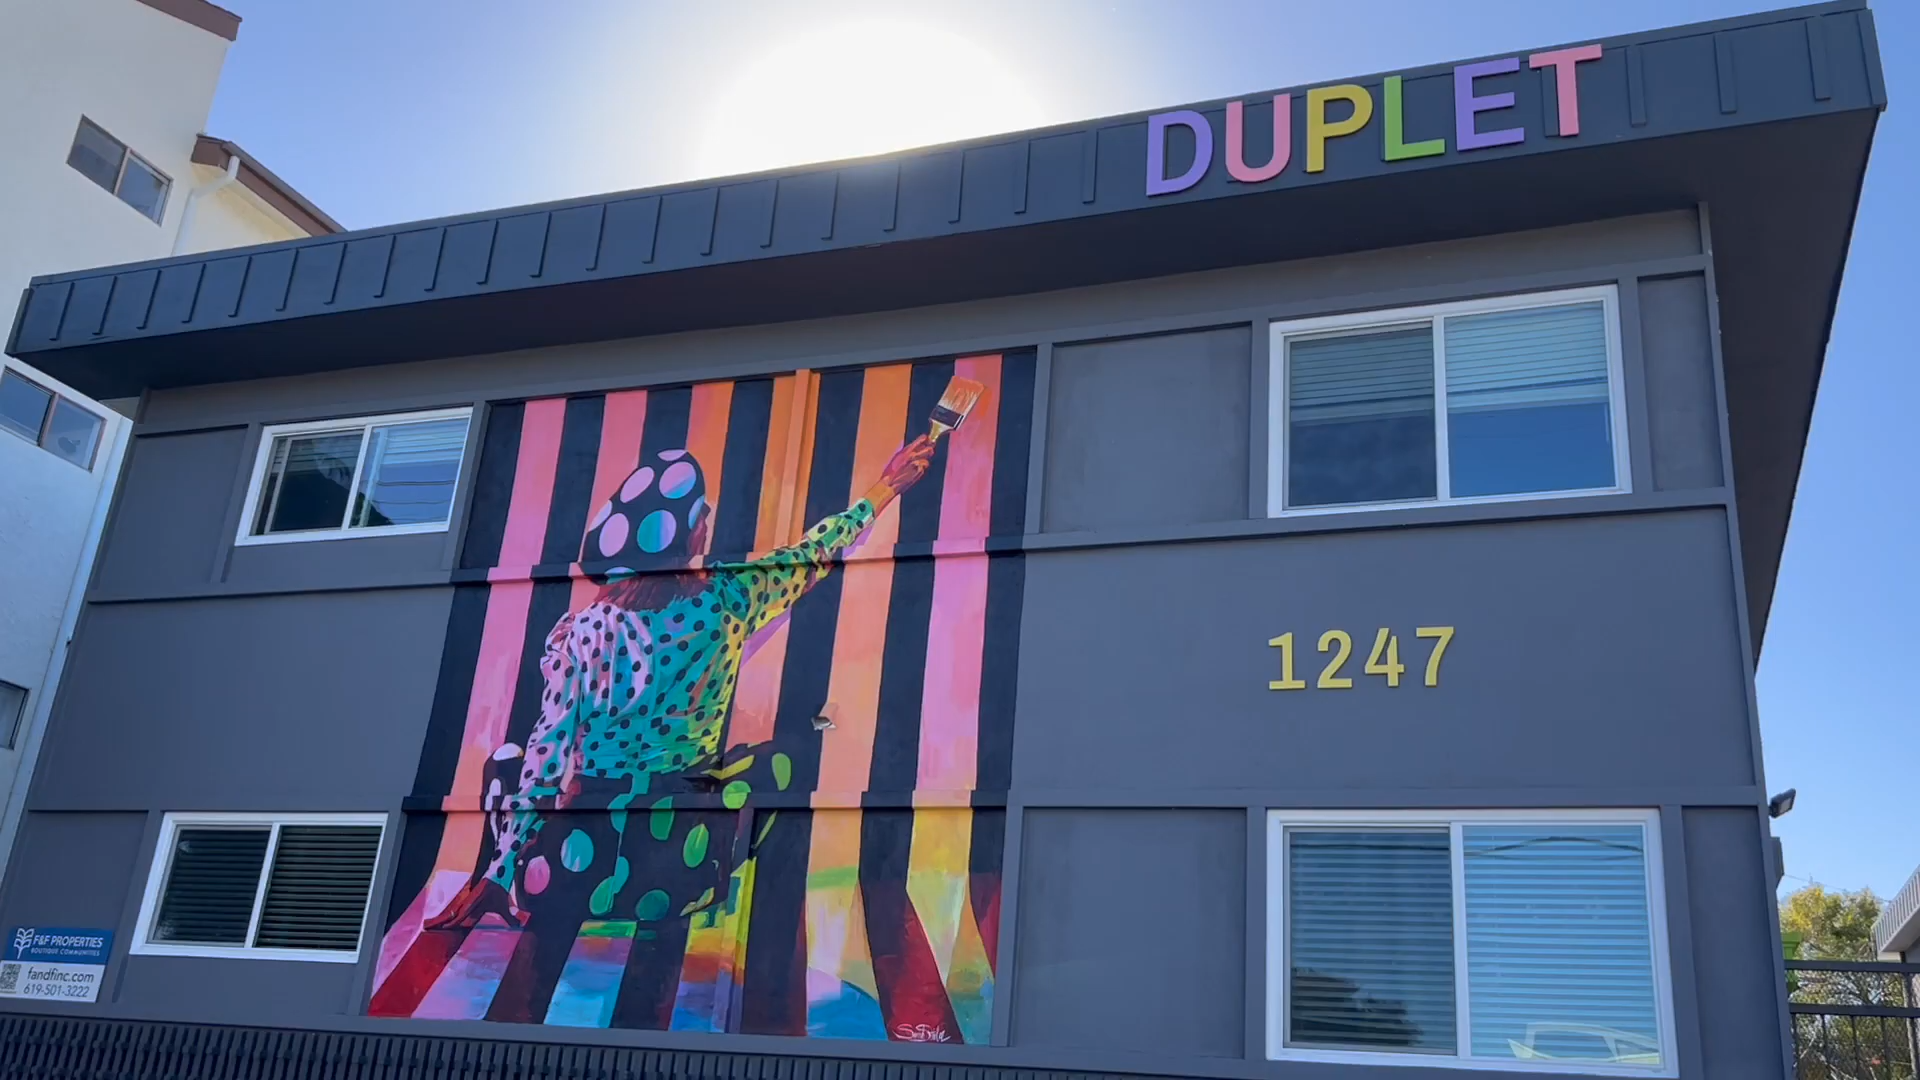 DUPLET
1247
F&F PROPERTIES
BOUTIQUE COMMUNITIES
fandfinc.com
619-501-3222